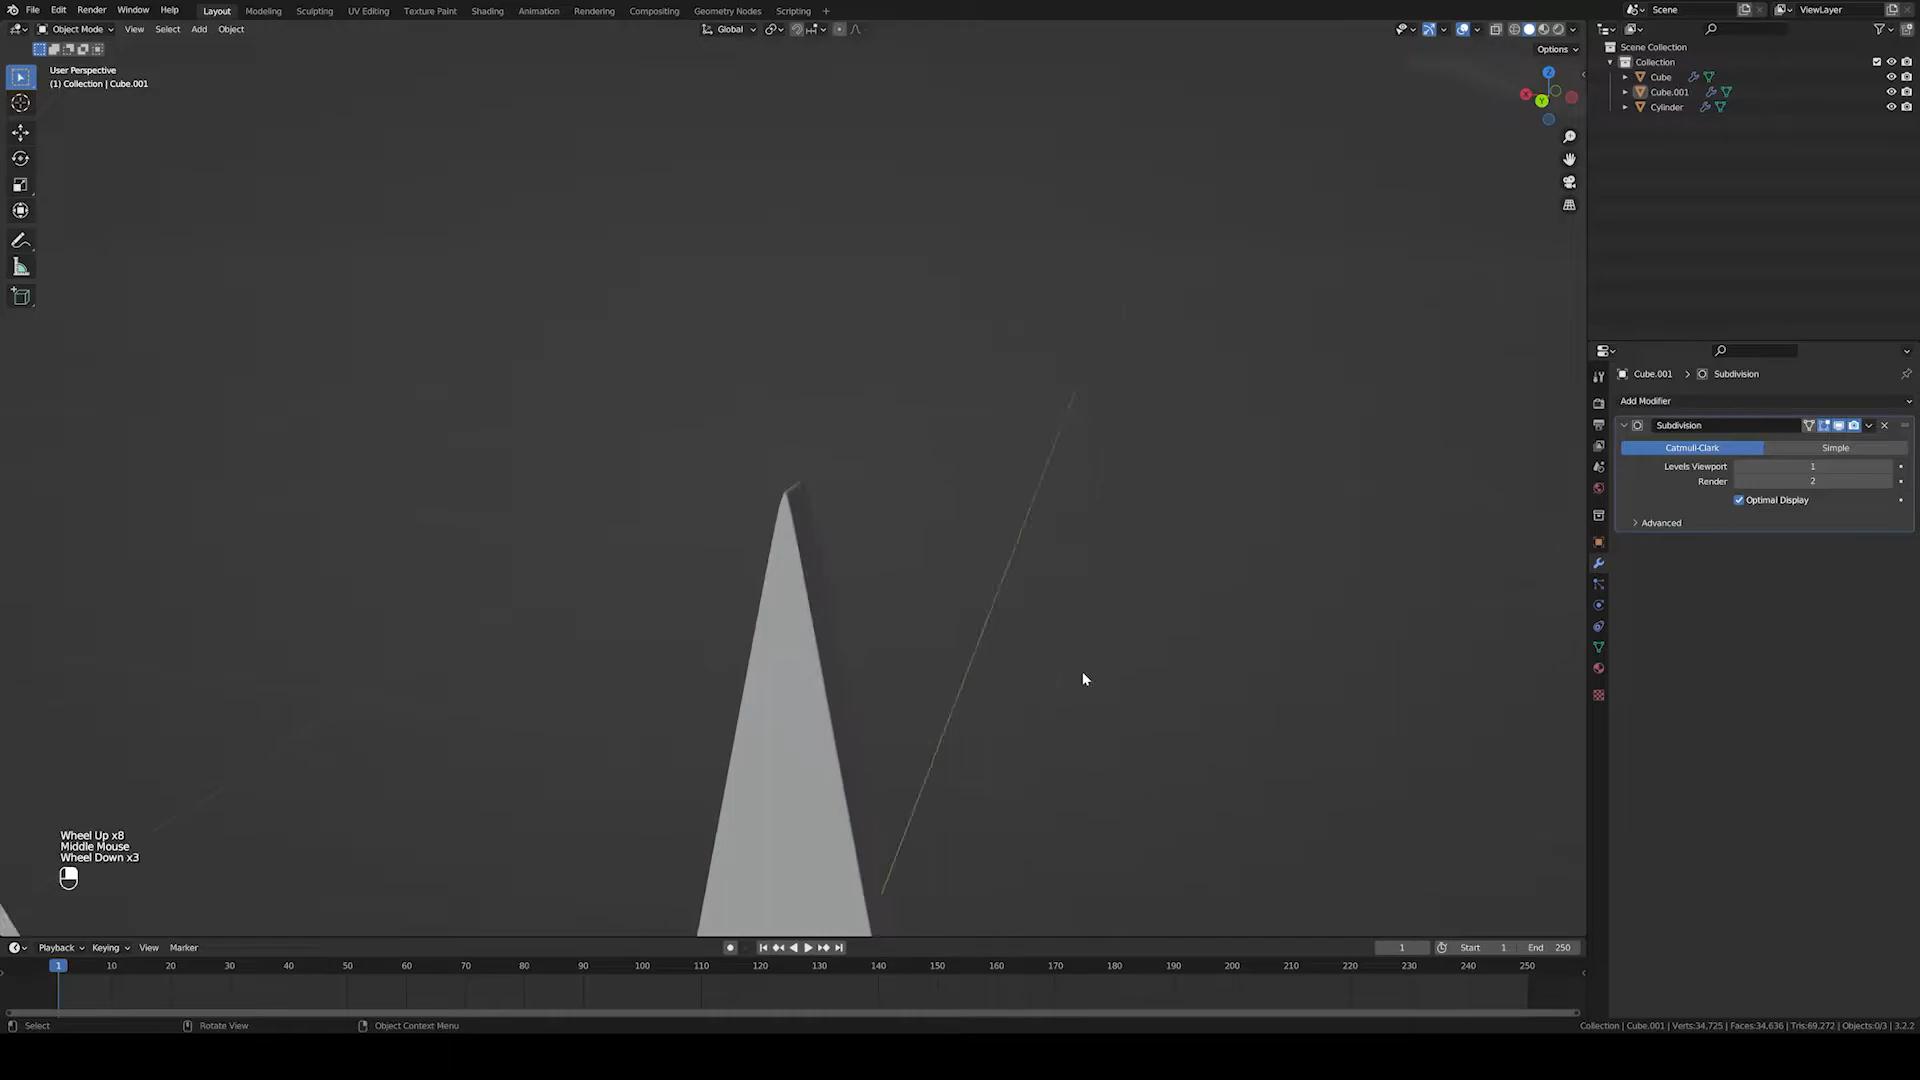 File Edit Render Window Help Layout Modeling Sculpting UV Editing Texture Paint Shading Animation Rendering Compositing Geometry Nodes Scripting + Scene ViewLayer
Object Mode View Select Add Object Global
Options
User Perspective
(1) Collection | Cube.001
Z
X
Y
Scene Collection
Collection
Cube
Cube.001
Cylinder
Cube.001 > Subdivision
Add Modifier
Subdivision
Catmull-Clark Simple
Levels Viewport 1
Render 2
Optimal Display
Advanced
Wheel Up x8
Middle Mouse
Wheel Down x3
Playback Keying View Marker 1 Start 1 End 250
1 10 20 30 40 50 60 70 80 90 100 110 120 130 140 150 160 170 180 190 200 210 220 230 240 250
Select Rotate View Object Context Menu Collection | Cube.001 | Verts:34,725 | Faces:34,636 | Tris:69,272 | Objects:0/3 | 3.2.2